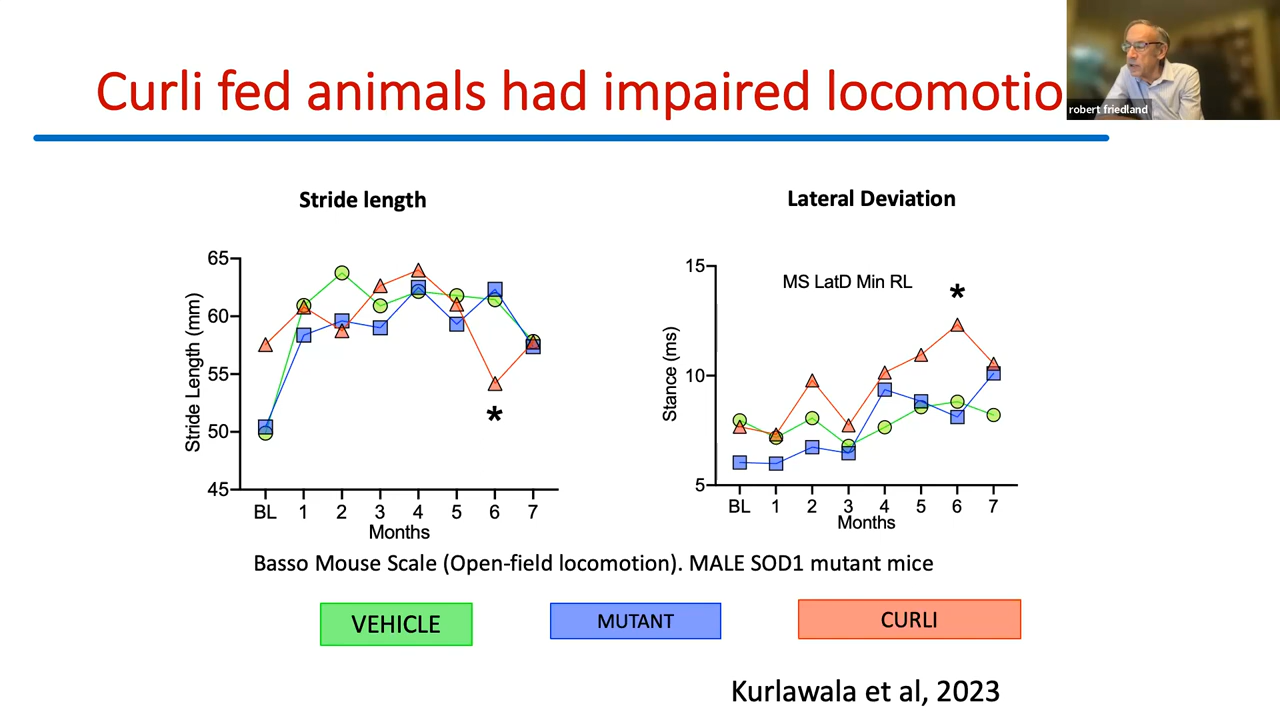 Curli fed animals had impaired locomotio
robert friedland
Stride length
Lateral Deviation
65
60
55
50
45
Stride Length (mm)
BL 1 2 3 4 5 6 7
Months
*
15
10
5
Stance (ms)
MS LatD Min RL
*
BL 1 2 3 4 5 6 7
Months
Basso Mouse Scale (Open-field locomotion). MALE SOD1 mutant mice
VEHICLE
MUTANT
CURLI
Kurlawala et al, 2023